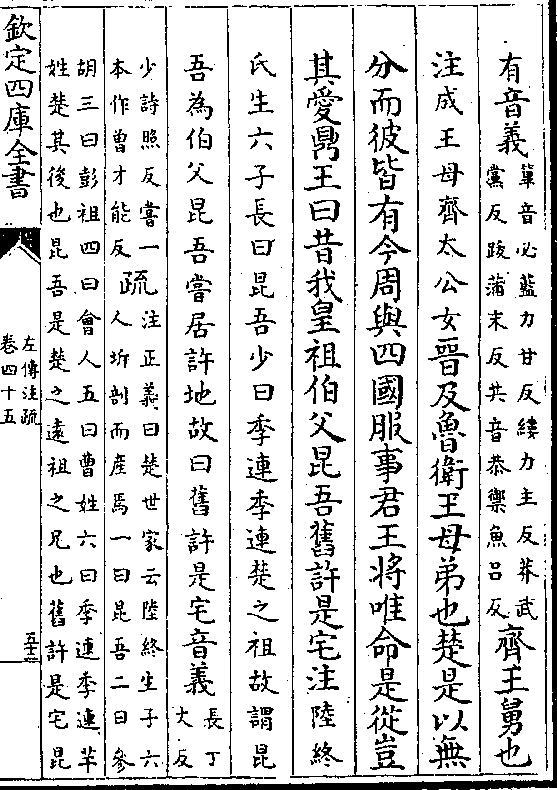 有音義
篳音必藍力甘反縷力主反莽武
黨反跋蒲末反共音恭禦魚呂反
齊王舅也
注成王母齊太公女晉及魯衛王母弟也楚是以無
分而彼皆有今周與四國服事君王將唯命是從豈
其愛鼎王曰昔我皇祖伯父昆吾舊許是宅注陸終
氏生六子長曰昆吾少曰季連季連楚之祖故謂昆
吾為伯父昆吾嘗居許地故曰舊許是宅音義
長丁
丈反
少詩照反嘗一
本作曾才能反
疏
注正義曰楚世家云陸終生子六
人坼剖而産焉一曰昆吾二曰參
胡三曰彭祖四曰會人五曰曹姓六曰季連季連芈
姓楚其後也昆吾是楚之遠祖之兄也舊許是宅昆
欽定四庫全書
左傳注疏
卷四十五